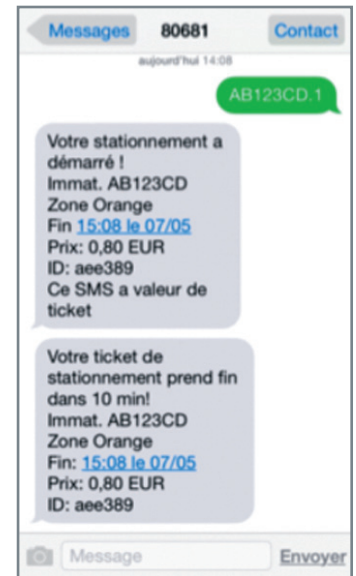 Messages 80681 Contact
aujourd'hui 14:08
AB123CD.1
Votre stationnement a
démarré !
Immat. AB123CD
Zone Orange
Fin 15:08 le 07/05
Prix: 0,80 EUR
ID: aee389
Ce SMS a valeur de
ticket
Votre ticket de
stationnement prend fin
dans 10 min!
Immat. AB123CD
Zone Orange
Fin: 15:08 le 07/05
Prix: 0,80 EUR
ID: aee389
Message Envoyer